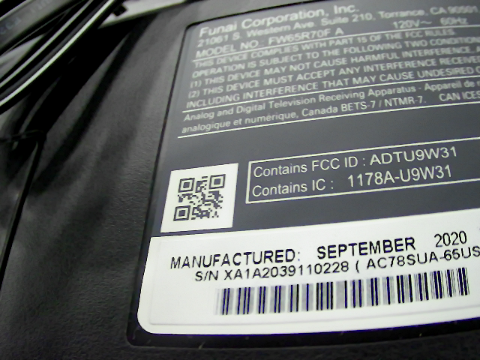 Funai Corporation, Inc.
21061 S. Western Ave. Suite 210, Torrence, CA 90501
MODEL NO. PW65R70F A 120V~ 60Hz
THIS DEVICE COMPLIES WITH PART 15 OF THE FCC RULES.
OPERATION IS SUBJECT TO THE FOLLOWING TWO CONDITIONS
(1) THIS DEVICE MAY NOT CAUSE HARMFUL INTERFERENCE,
(2) THIS DEVICE MUST ACCEPT ANY INTERFERENCE
INCLUDING INTERFERENCE THAT MAY CAUSE UNDESIRED
Analog and Digital Television Receiving Apparatus - Appareil de
analogique et numérique, Canada BETS-7 / NTMR-7. CAN ICES
Contains FCC ID : ADTU9W31
Contains IC : 1178A-U9W31
MANUFACTURED: SEPTEMBER 2020
S/N XA1A2039110228 ( AC78SUA-65US